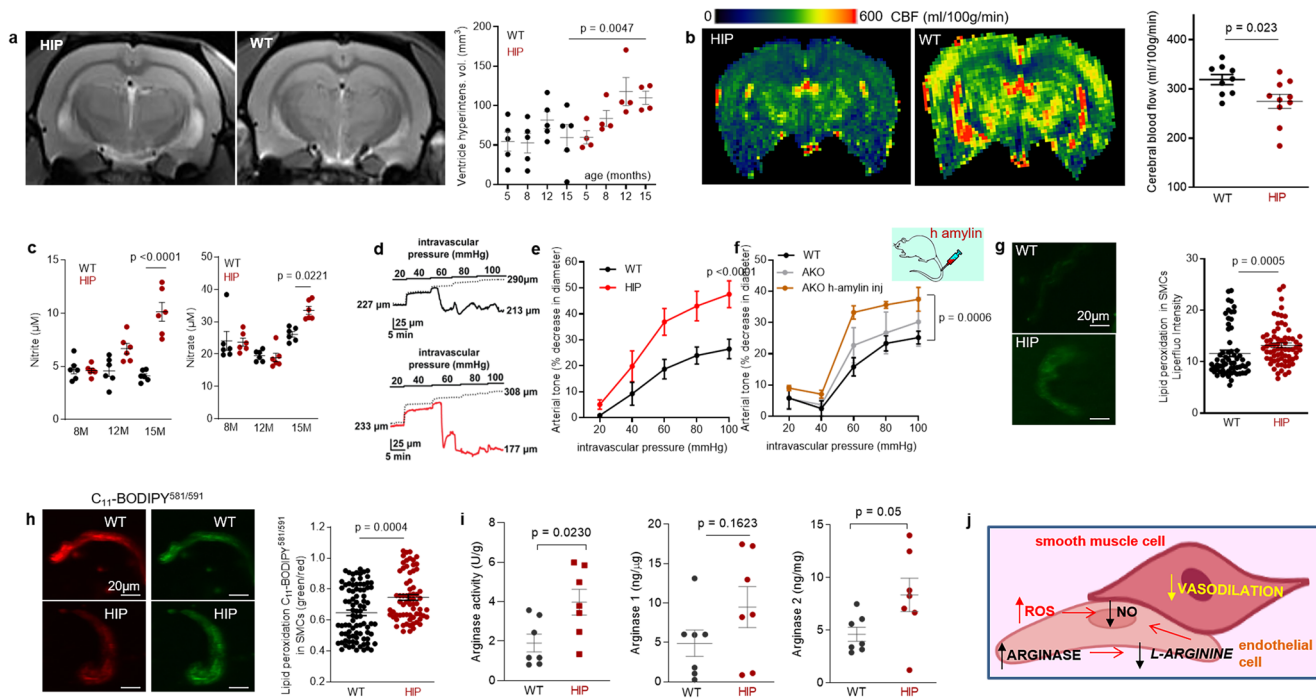 a
HIP
WT
Ventricle hyperintens. vol. (mm³)
200
150
100
50
0
WT
HIP
p = 0.0047
age (months)
5 8 12 15 5 8 12 15
b
0 600 CBF (ml/100g/min)
HIP
WT
Cerebral blood flow (ml/100g/min)
400
300
200
100
p = 0.023
WT HIP
c
Nitrite (µM)
15
10
5
0
WT
HIP
p <0.0001
8M 12M 15M
Nitrate (µM)
50
40
30
20
10
0
WT
HIP
p = 0.0221
8M 12M 15M
d
intravascular
pressure (mmHg)
20 40 60 80 100
290 µm
227 µm
213 µm
25 µm
5 min
intravascular
pressure (mmHg)
20 40 60 80 100
308 µm
233 µm
177 µm
25 µm
5 min
e
Arterial tone (% decrease in diameter)
60
50
40
30
20
10
0
WT
HIP
p <0.0001
20 40 60 80 100
intravascular pressure (mmHg)
f
Arterial tone (% decrease in diameter)
50
40
30
20
10
0
WT
AKO
AKO h-amylin inj
h amylin
p = 0.0006
20 40 60 80 100
intravascular pressure (mmHg)
g
WT
20µm
HIP
Lipid peroxidation in SMCs
Liperfluo Intensity
30
25
20
15
10
5
0
p = 0.0005
WT HIP
h
C₁₁-BODIPY⁵⁸¹/⁵⁹¹
WT
20µm
WT
HIP
HIP
Lipid peroxidation C₁₁-BODIPY⁵⁸¹/⁵⁹¹
in SMCs (green/red)
1.2
1.1
1.0
0.9
0.8
0.7
0.6
0.4
0.2
p = 0.0004
WT HIP
i
Arginase activity (U/g)
8
6
4
2
0
p = 0.0230
WT HIP
Arginase 1 (ng/µg)
20
15
10
5
0
p = 0.1623
WT HIP
Arginase 2 (ng/mg)
15
10
5
0
p = 0.05
WT HIP
j
smooth muscle cell
↓ VASODILATION
↑ ROS
↓ NO
↑ ARGINASE
↓ L-ARGININE
endothelial
cell